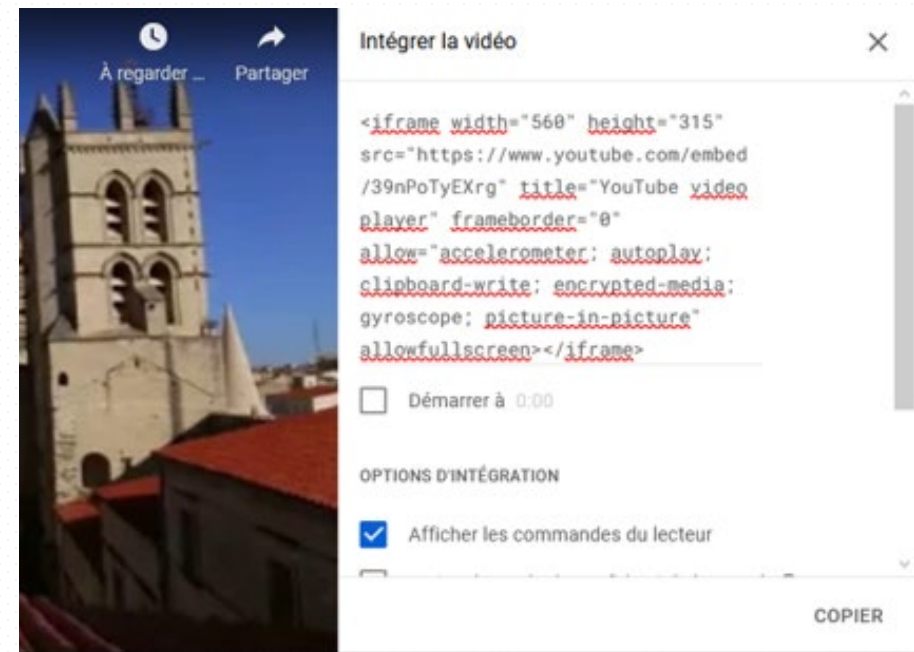 À regarder ...
Partager
Intégrer la vidéo
<iframe width="560" height="315"
src="https://www.youtube.com/embed
/39nPoTyEXrg" title="YouTube video
player" frameborder="0"
allow="accelerometer; autoplay;
clipboard-write; encrypted-media;
gyroscope; picture-in-picture"
allowfullscreen></iframe>
Démarrer à 0:00
OPTIONS D'INTÉGRATION
Afficher les commandes du lecteur
COPIER